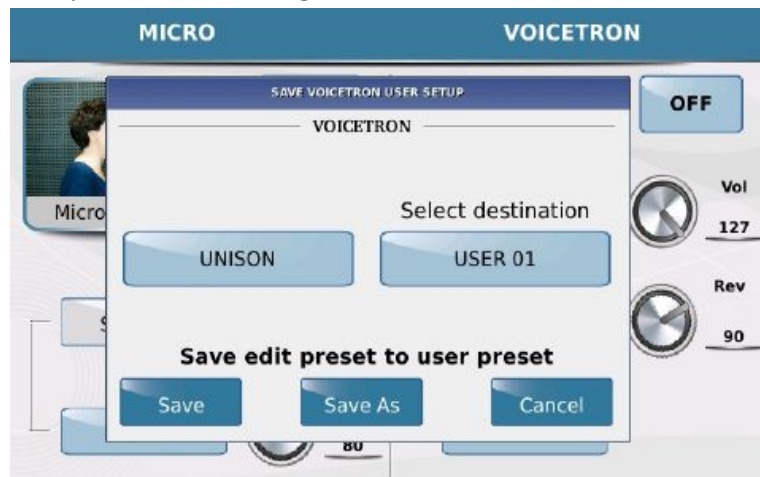 MICRO VOICETRON
SAVE VOICETRON USER SETUP
VOICETRON
OFF
Micro
Select destination
Vol
127
UNISON
USER 01
Rev
90
S
Save edit preset to user preset
Save
Save As
Cancel
80